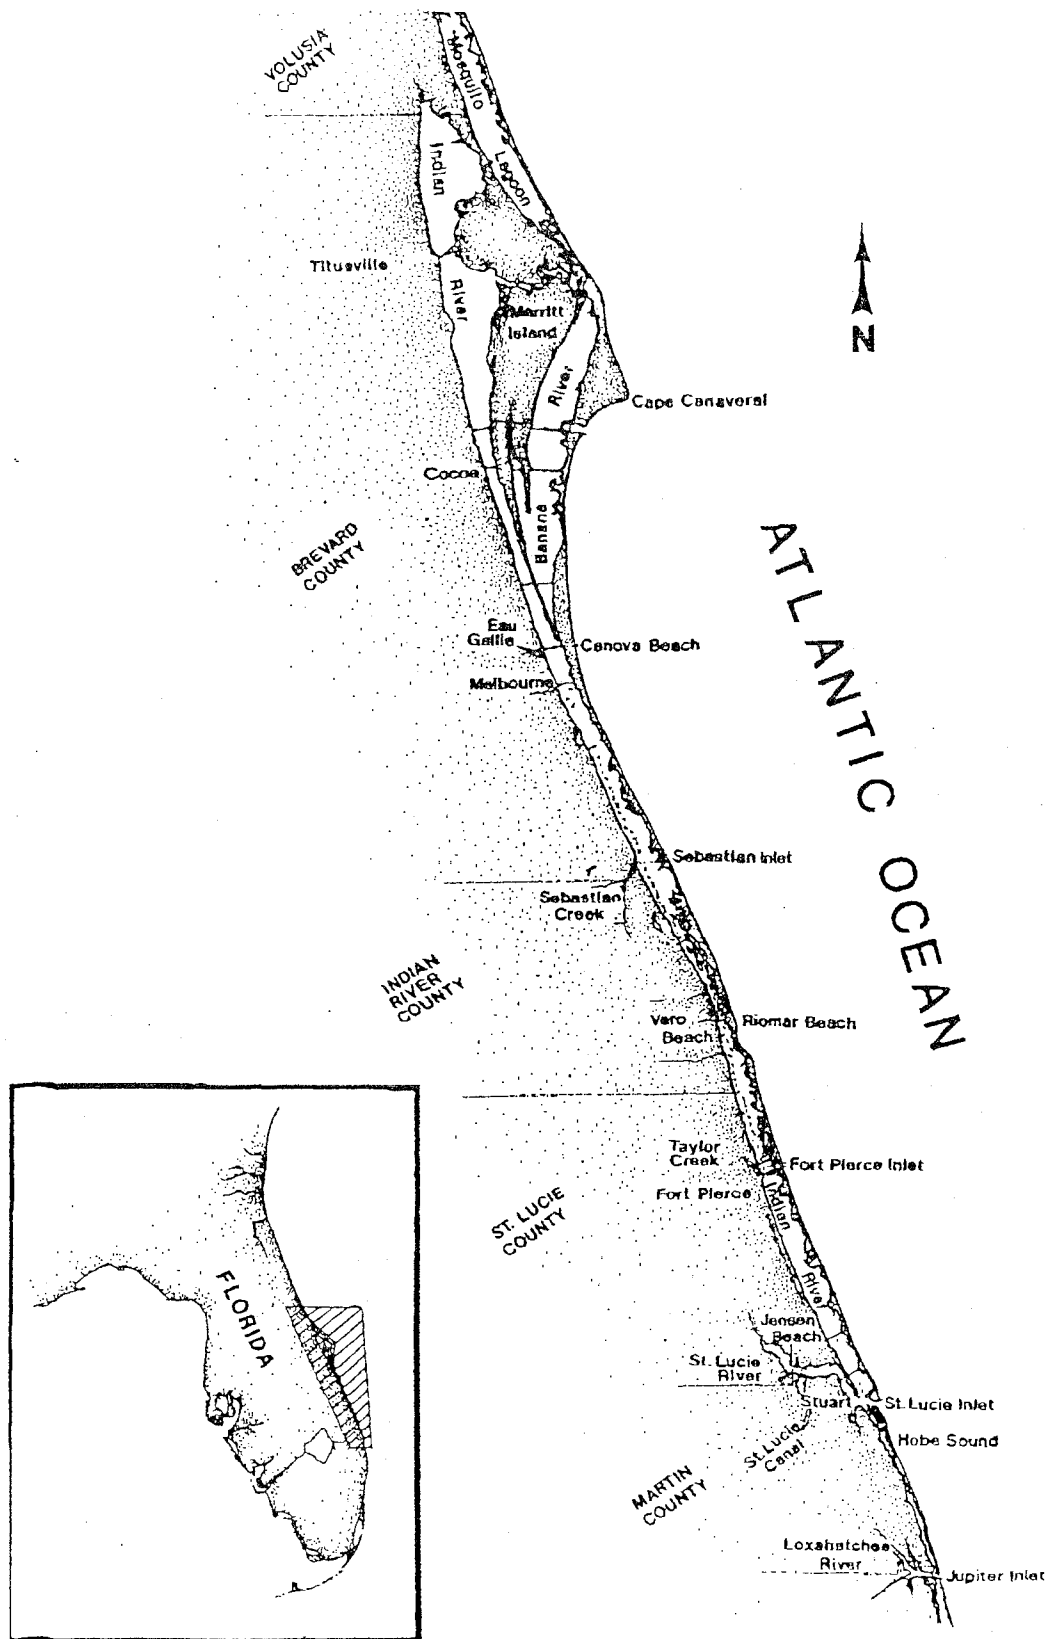 VOLUSIA
COUNTY
Mosquito
Lagoon
Indian
River
Titusville
Merritt
Island
N
River
Cape Canaveral
Cocoa
Banana
BREVARD
COUNTY
ATLANTIC OCEAN
Eau
Gallie
Canova Beach
Melbourne
Sebastian Inlet
Sebastian
Creek
INDIAN
RIVER
COUNTY
Vero
Beach
Riomar Beach
Taylor
Creek
Fort Pierce Inlet
Fort Pierce
Indian
ST. LUCIE
COUNTY
River
FLORIDA
Jensen
Beach
St. Lucie
River
Stuart
St. Lucie Inlet
St. Lucie
Canal
Hobe Sound
MARTIN
COUNTY
Loxahatchee
River
Jupiter Inlet